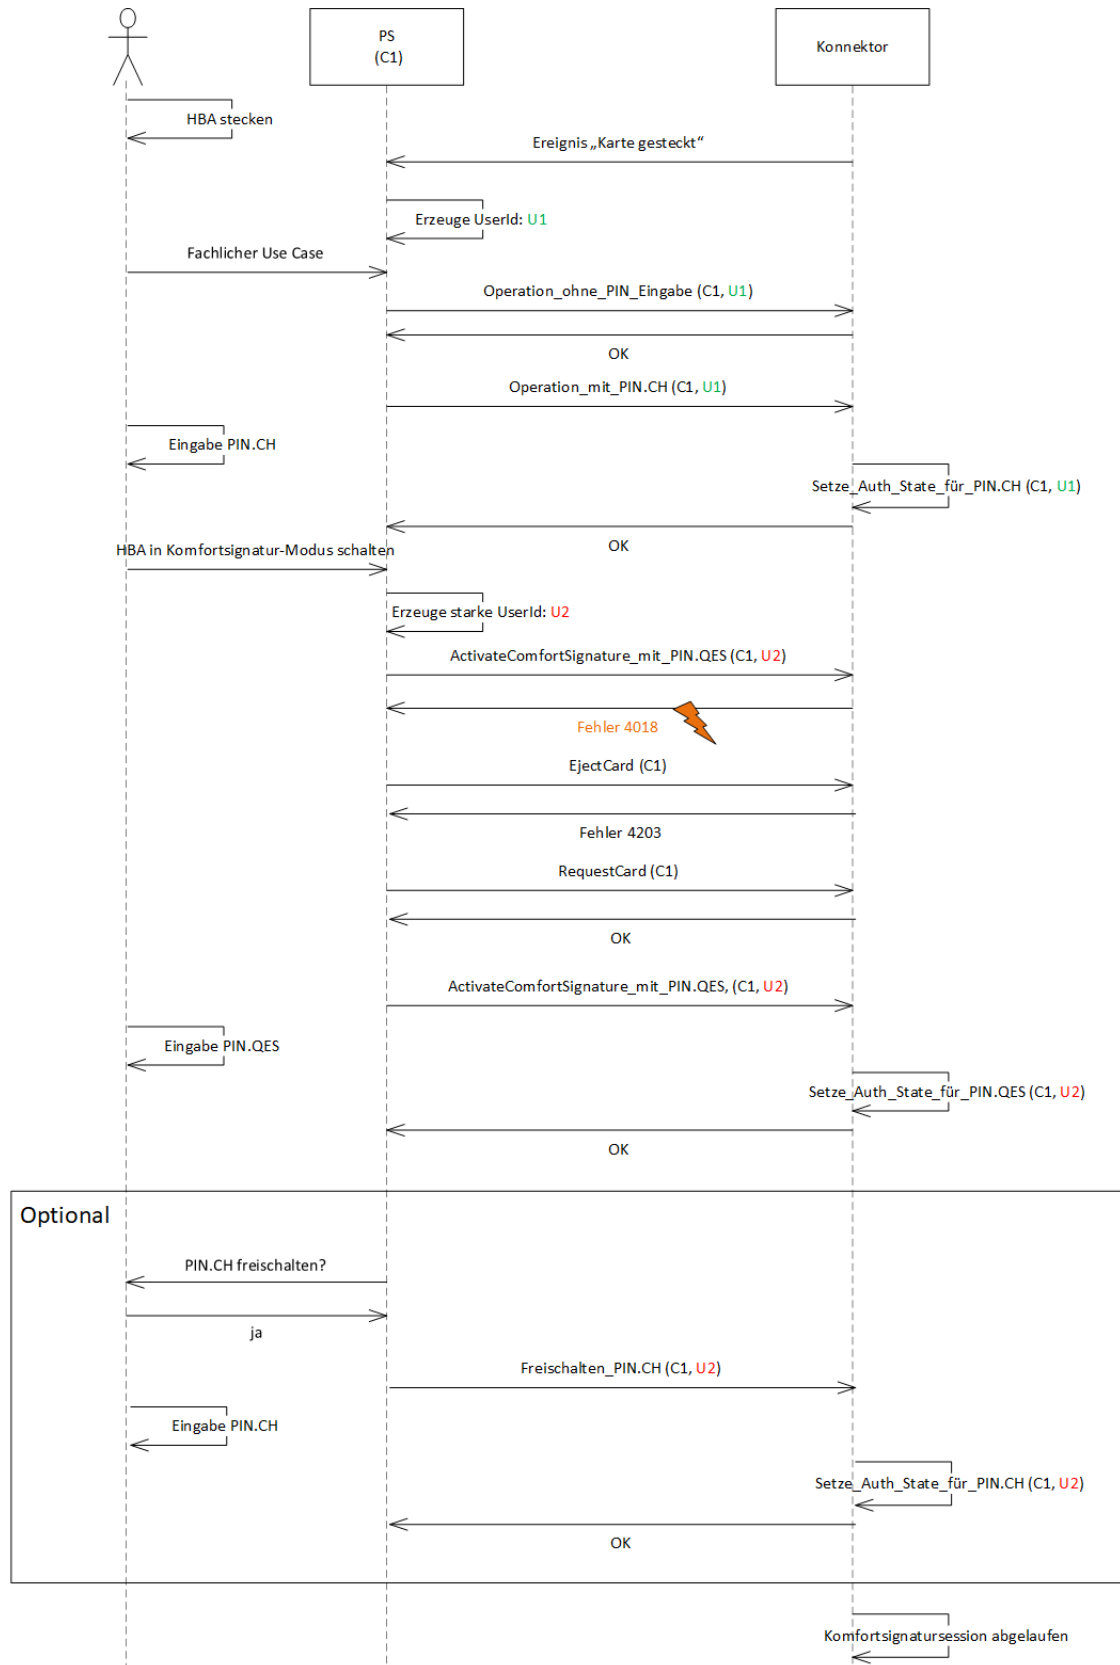 PS
(C1)
Konnektor
HBA stecken
Ereignis „Karte gesteckt“
Erzeuge UserId: U1
Fachlicher Use Case
Operation_ohne_PIN_Eingabe (C1, U1)
OK
Operation_mit_PIN.CH (C1, U1)
Eingabe PIN.CH
Setze_Auth_State_für_PIN.CH (C1, U1)
OK
HBA in Komfortsignatur-Modus schalten
Erzeuge starke UserId: U2
ActivateComfortSignature_mit_PIN.QES (C1, U2)
Fehler 4018
EjectCard (C1)
Fehler 4203
RequestCard (C1)
OK
ActivateComfortSignature_mit_PIN.QES, (C1, U2)
Eingabe PIN.QES
Setze_Auth_State_für_PIN.QES (C1, U2)
OK
Optional
PIN.CH freischalten?
ja
Freischalten_PIN.CH (C1, U2)
Eingabe PIN.CH
Setze_Auth_State_für_PIN.CH (C1, U2)
OK
Komfortsignatursession abgelaufen